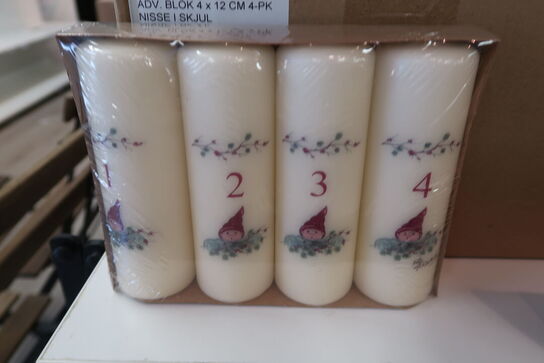 ADV. BLOK 4 x 12 CM 4-PK
NISSE I SKJUL
1 2 3 4